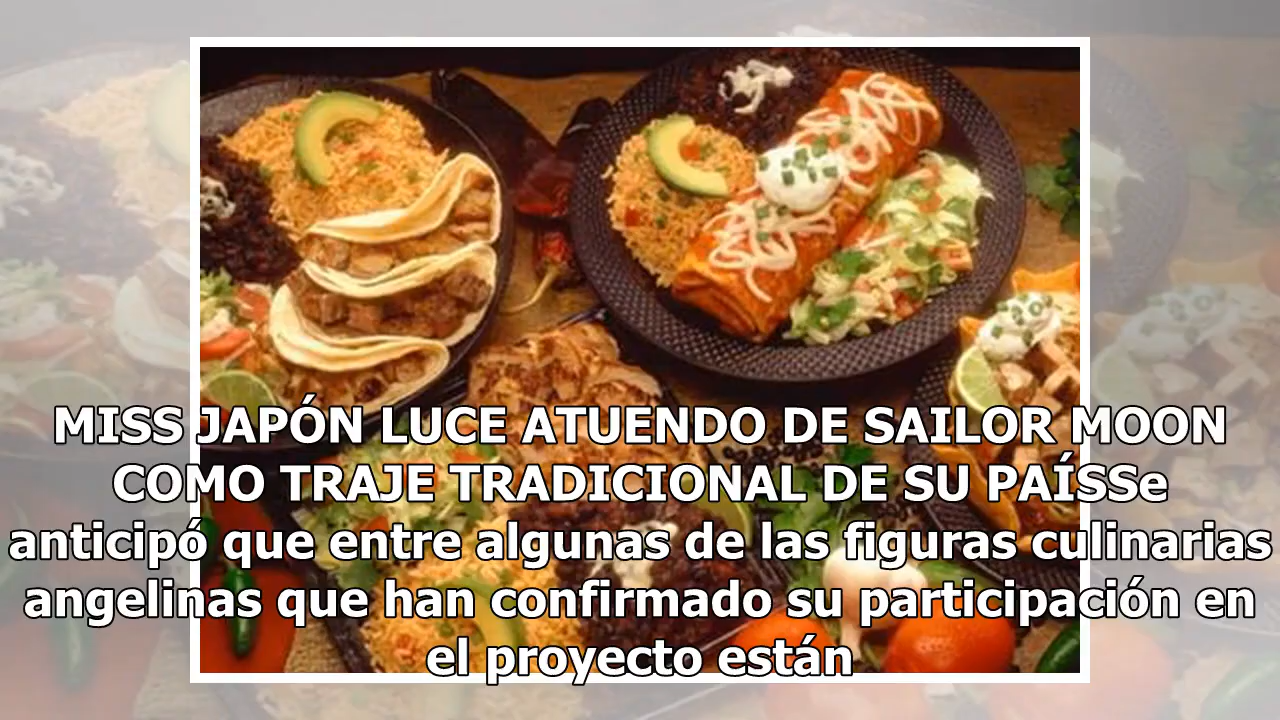 MISS JAPÓN LUCE ATUENDO DE SAILOR MOON
COMO TRAJE TRADICIONAL DE SU PAÍSSe
anticipó que entre algunas de las figuras culinarias
angelinas que han confirmado su participación en
el proyecto están